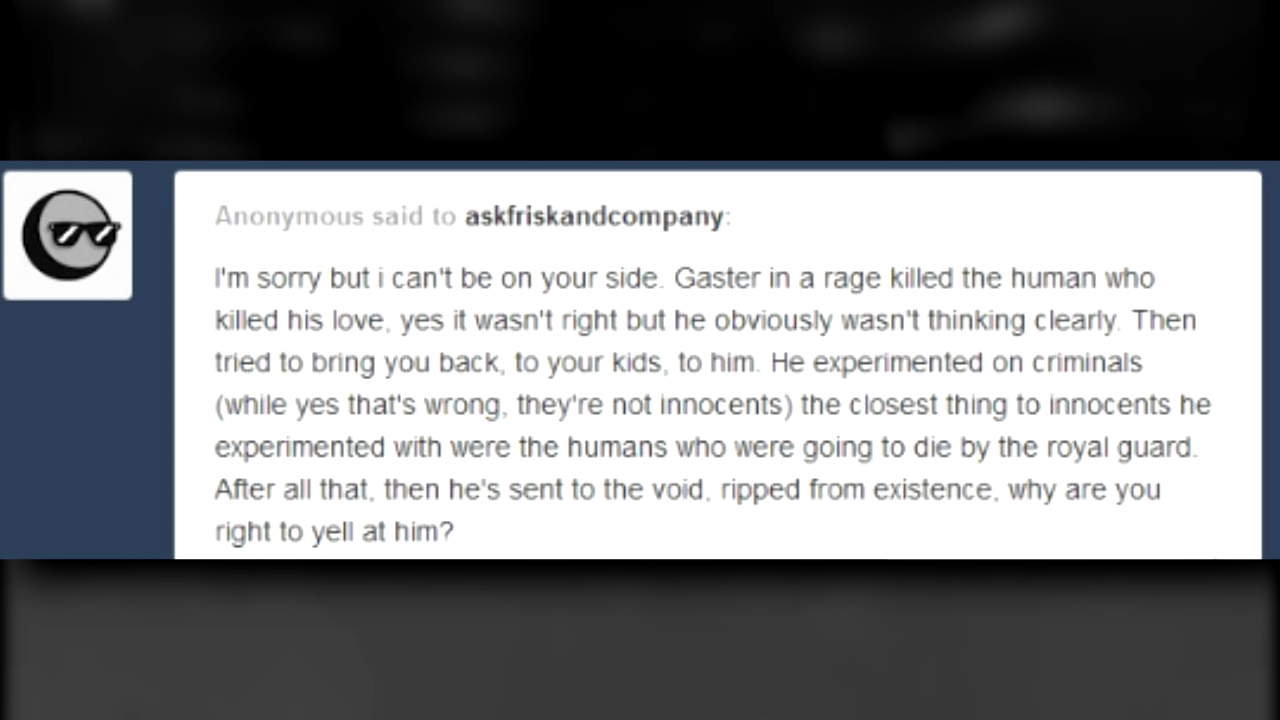 Anonymous said to askfriskandcompany:
I'm sorry but i can't be on your side. Gaster in a rage killed the human who
killed his love, yes it wasn't right but he obviously wasn't thinking clearly. Then
tried to bring you back, to your kids, to him. He experimented on criminals
(while yes that's wrong, they're not innocents) the closest thing to innocents he
experimented with were the humans who were going to die by the royal guard.
After all that, then he's sent to the void, ripped from existence, why are you
right to yell at him?